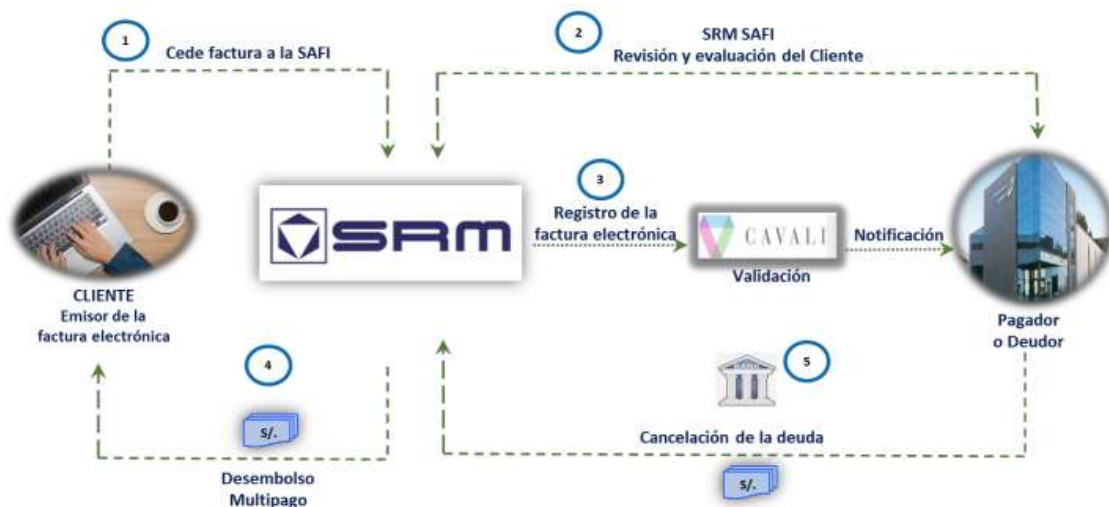 1
Cede factura a la SAFI
2
SRM SAFI
Revisión y evaluación del Cliente
SRM
3
Registro de la
factura electrónica
CAVALI
Validación
Notificación
CLIENTE
Emisor de la
factura electrónica
Pagador
o Deudor
4
S/.
Desembolso
Multipago
5
Cancelación de la deuda
S/.